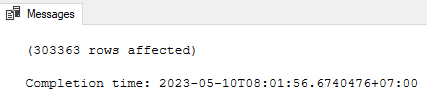 Messages
(303363 rows affected)
Completion time: 2023-05-10T08:01:56.6740476+07:00